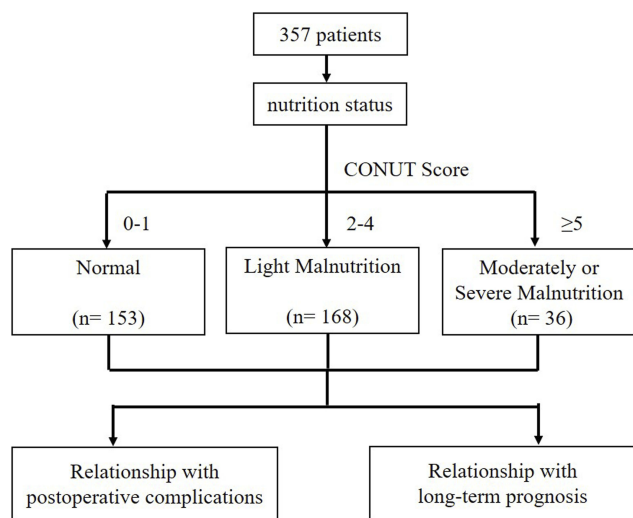 357 patients
nutrition status
CONUT Score
0-1
2-4
≥5
Normal
(n= 153)
Light Malnutrition
(n= 168)
Moderately or
Severe Malnutrition
(n= 36)
Relationship with
postoperative complications
Relationship with
long-term prognosis